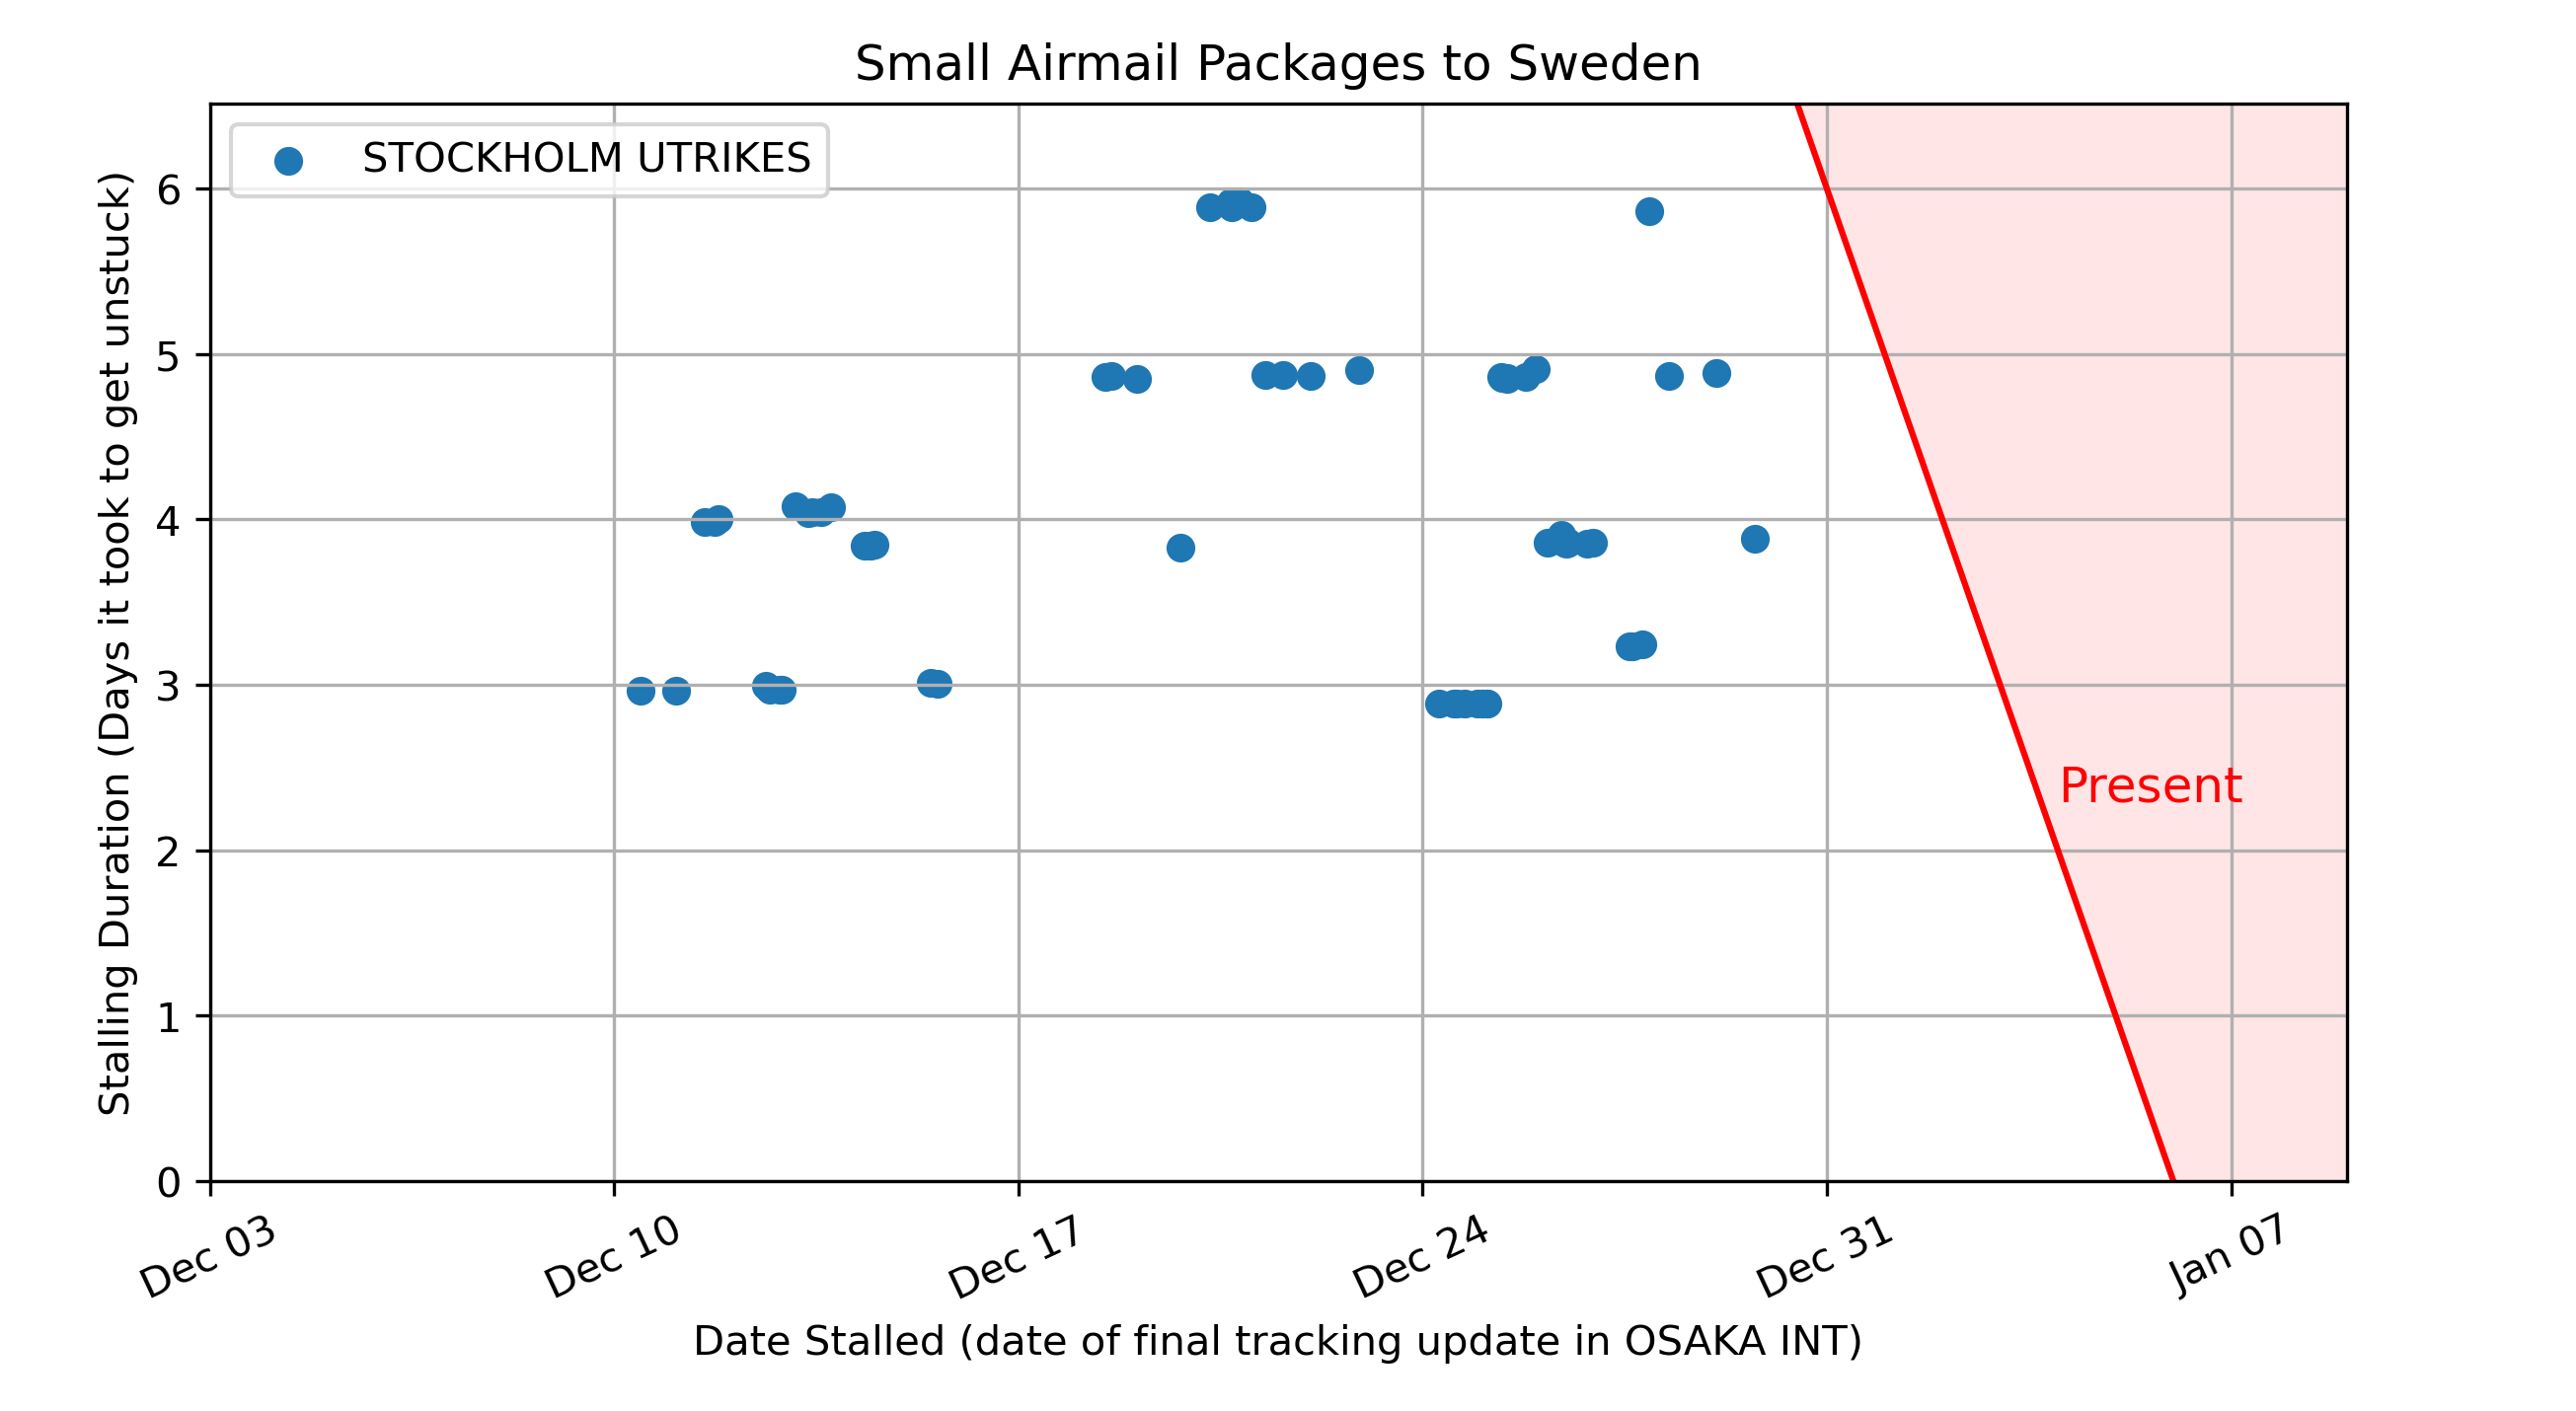 Small Airmail Packages to Sweden
STOCKHOLM UTRIKES
Stalling Duration (Days it took to get unstuck)
6
5
4
3
2
1
0
Present
Dec 03
Dec 10
Dec 17
Dec 24
Dec 31
Jan 07
Date Stalled (date of final tracking update in OSAKA INT)